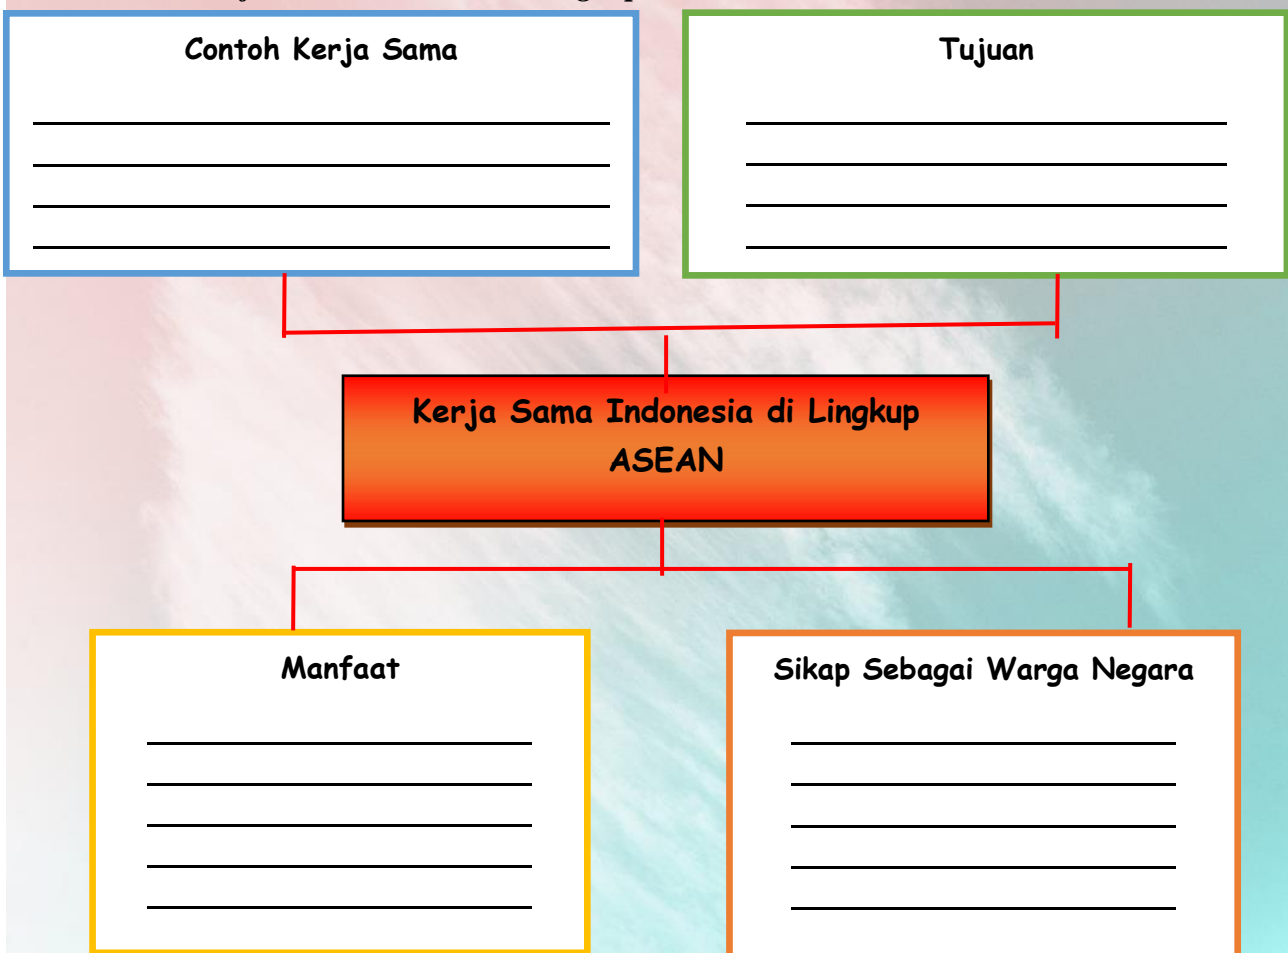 Contoh Kerja Sama
Tujuan
Kerja Sama Indonesia di Lingkup
ASEAN
Manfaat
Sikap Sebagai Warga Negara